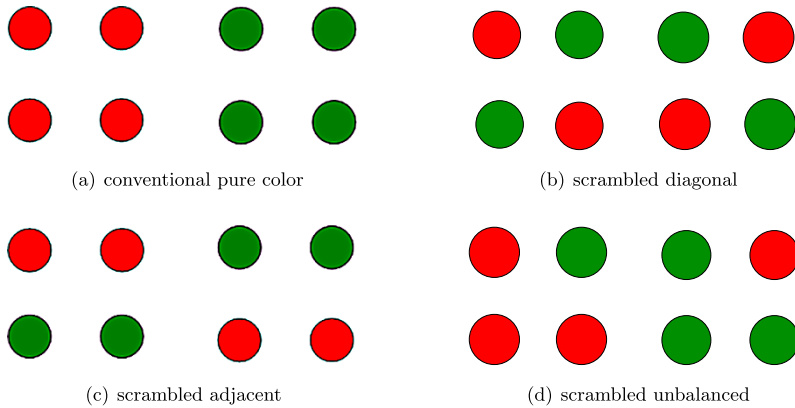 (a) conventional pure color
(b) scrambled diagonal
(c) scrambled adjacent
(d) scrambled unbalanced